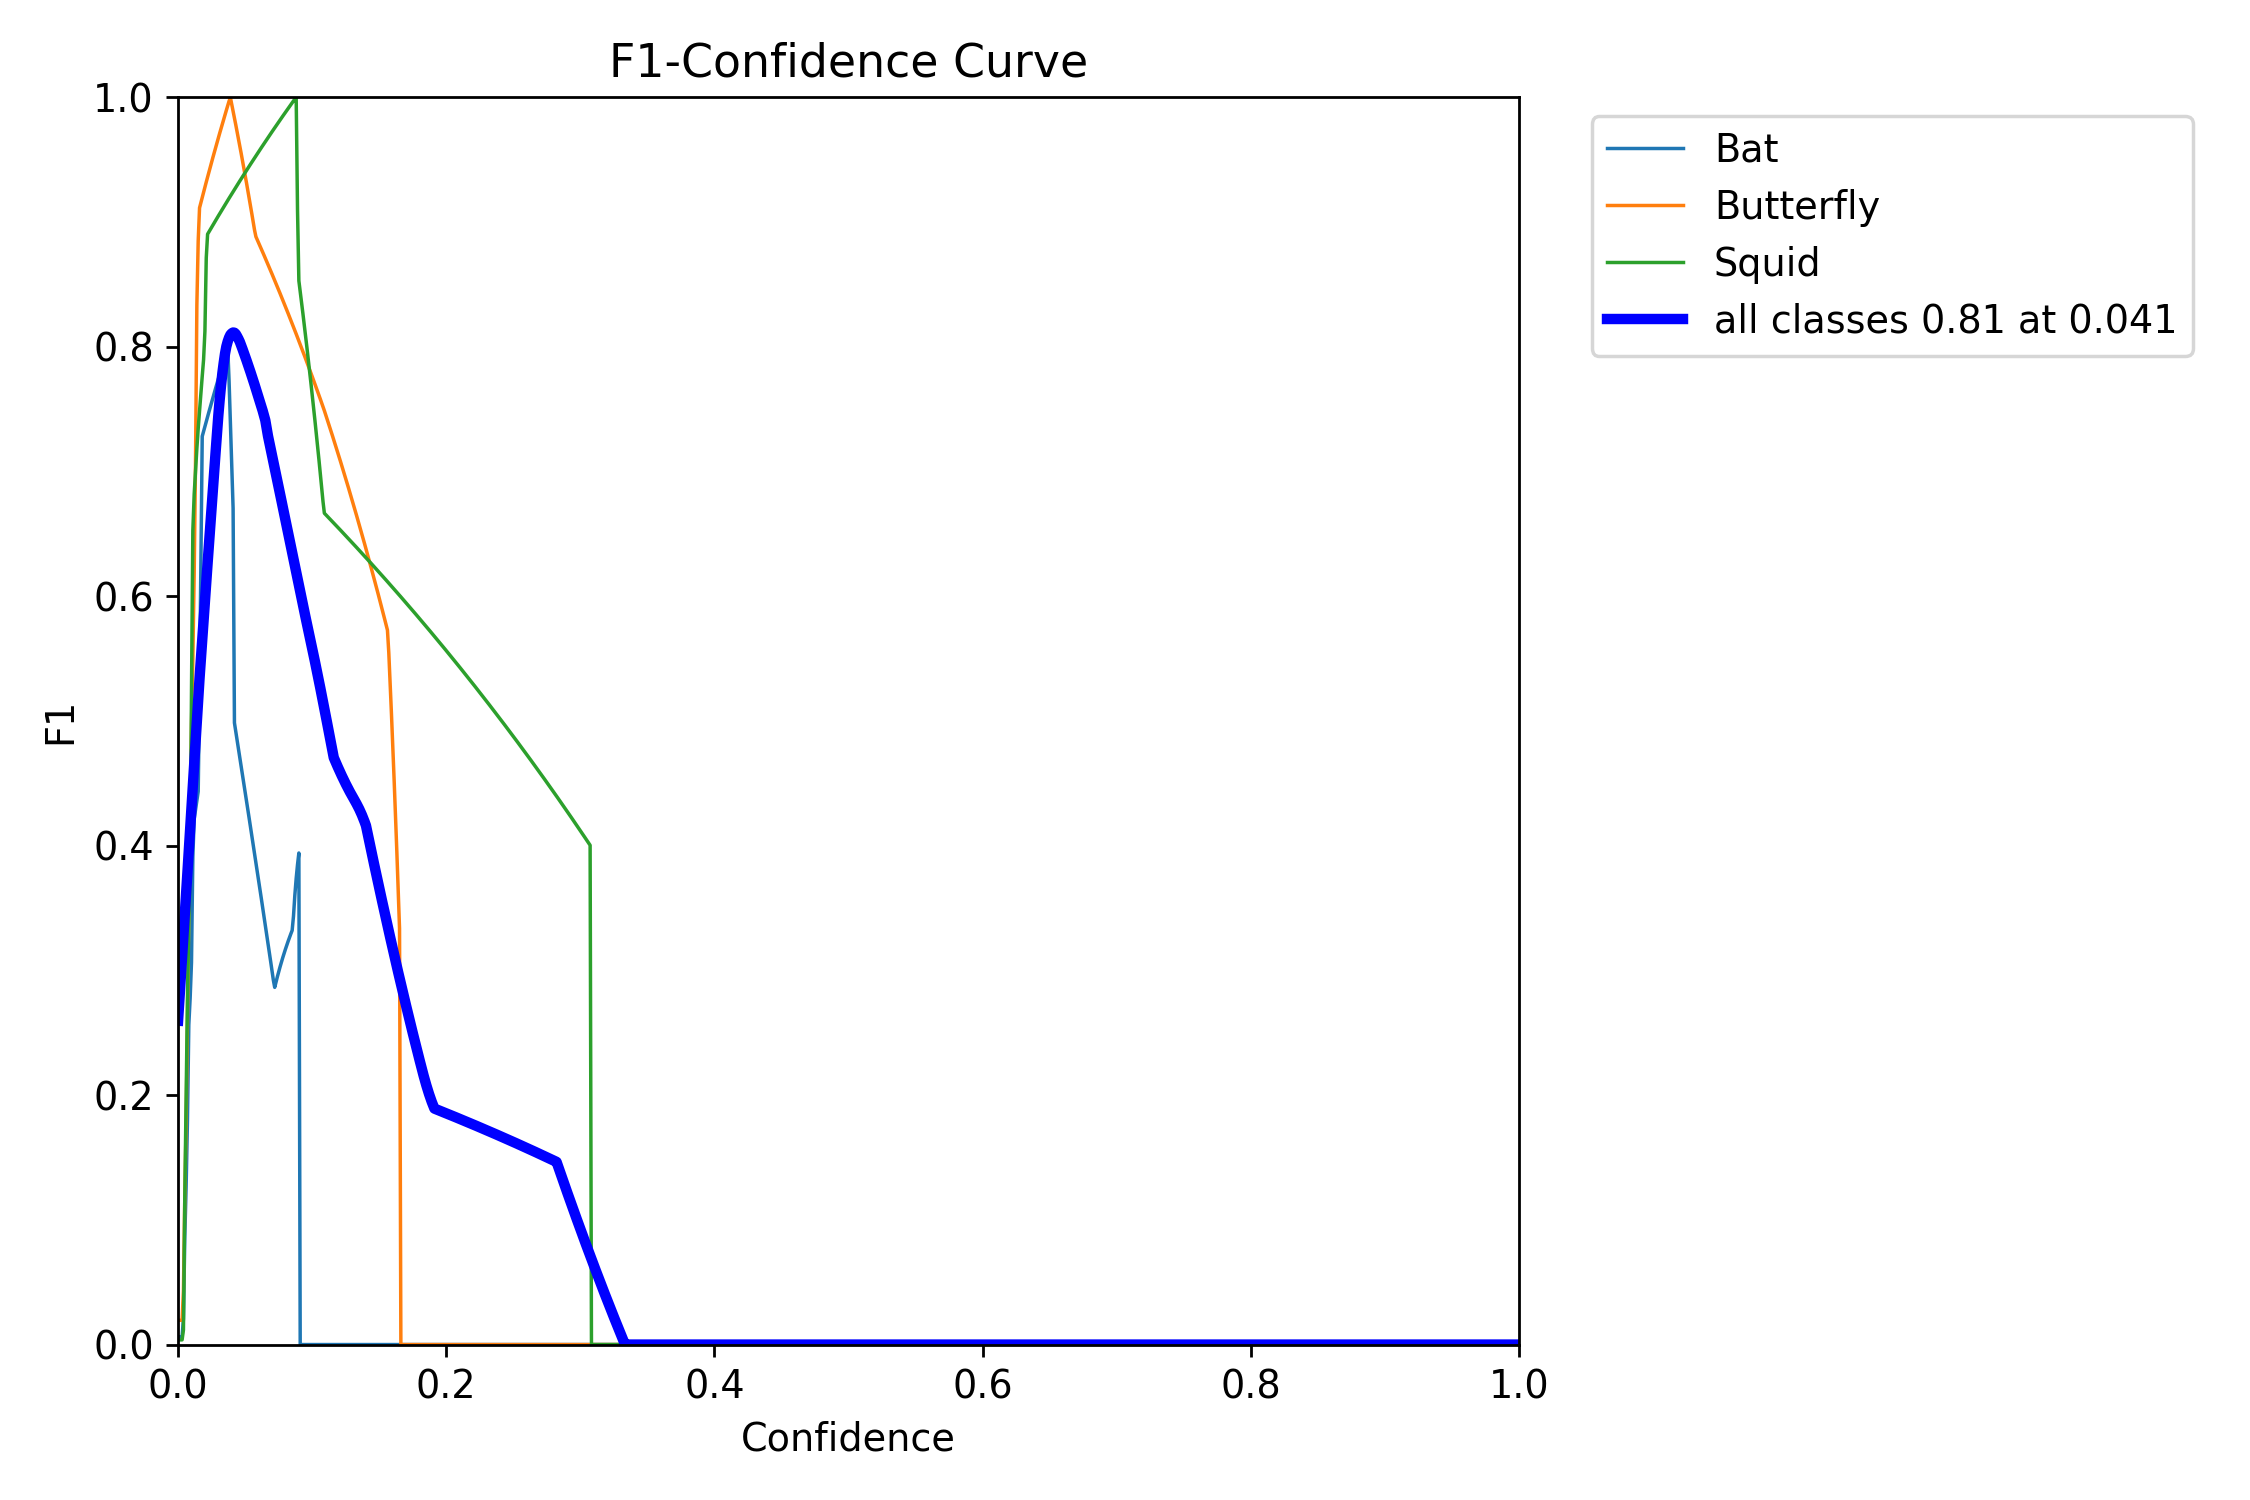 F1-Confidence Curve
1.0
0.8
0.6
0.4
0.2
0.0
F1
0.0 0.2 0.4 0.6 0.8 1.0
Confidence
Bat
Butterfly
Squid
all classes 0.81 at 0.041